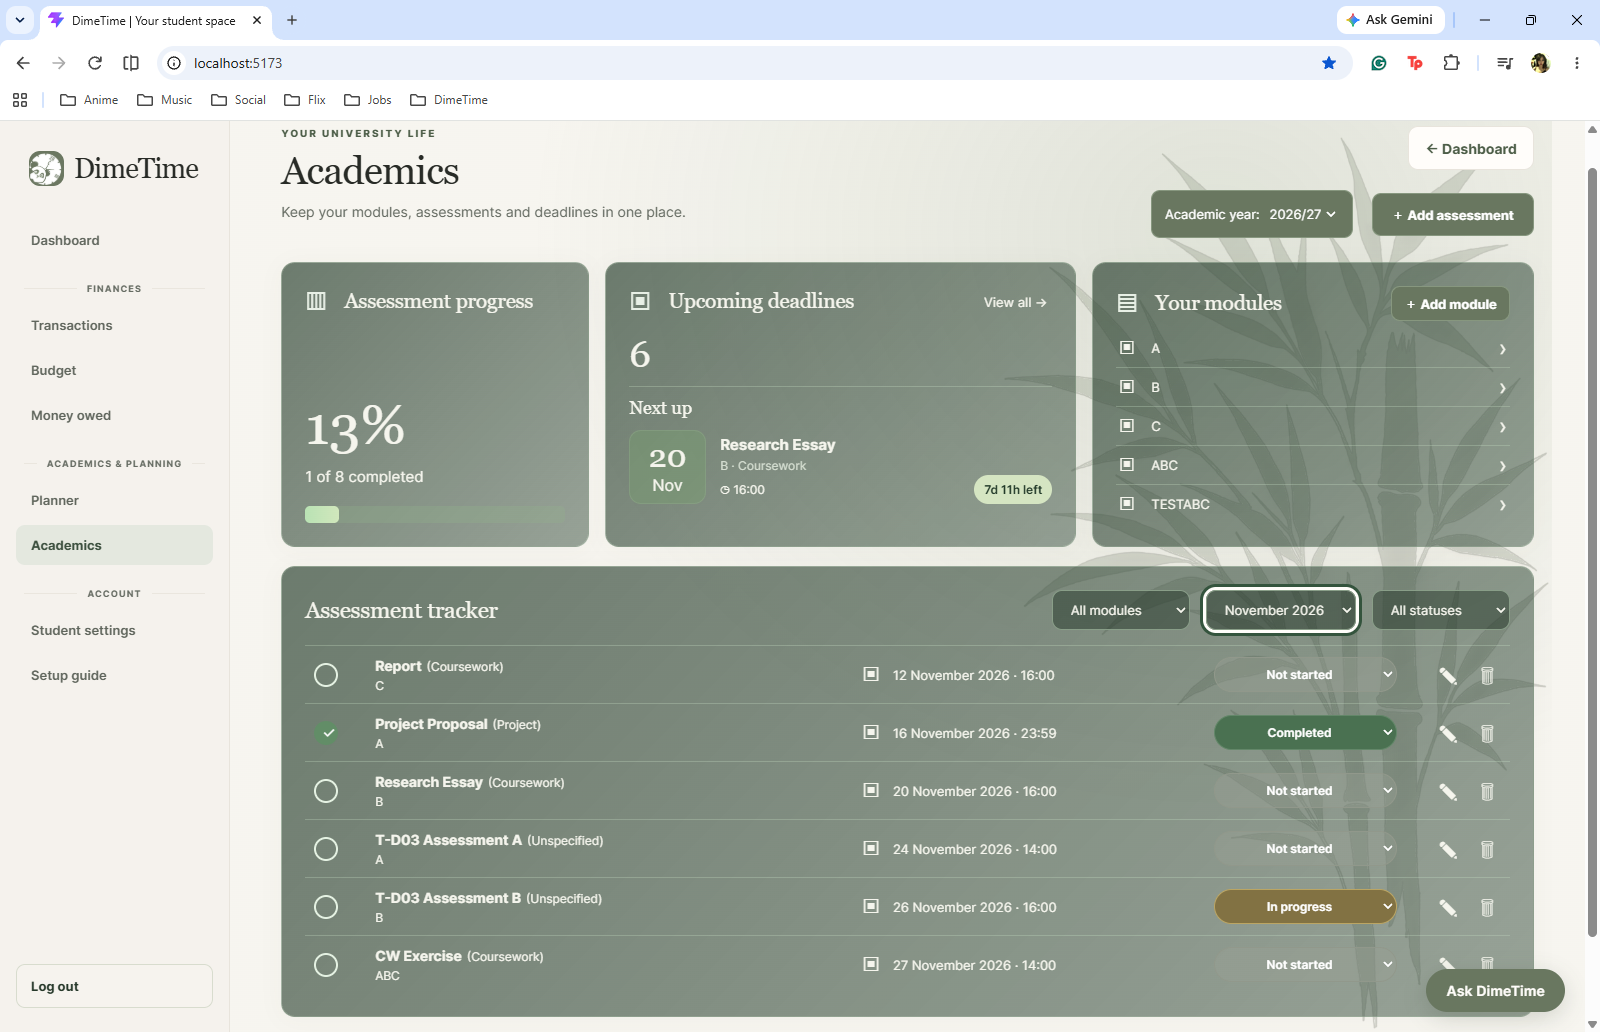 DimeTime | Your student space
Ask Gemini
localhost:5173
Anime
Music
Social
Flix
Jobs
DimeTime
DimeTime
Dashboard
FINANCES
Transactions
Budget
Money owed
ACADEMICS & PLANNING
Planner
Academics
ACCOUNT
Student settings
Setup guide
Log out
YOUR UNIVERSITY LIFE
Academics
Keep your modules, assessments and deadlines in one place.
← Dashboard
Academic year: 2026/27
+ Add assessment
Assessment progress
13%
1 of 8 completed
Upcoming deadlines
View all →
6
Next up
20
Nov
Research Essay
B · Coursework
16:00
7d 11h left
Your modules
+ Add module
A
B
C
ABC
TESTABC
Assessment tracker
All modules
November 2026
All statuses
Report (Coursework)
C
12 November 2026 · 16:00
Not started
Project Proposal (Project)
A
16 November 2026 · 23:59
Completed
Research Essay (Coursework)
B
20 November 2026 · 16:00
Not started
T-D03 Assessment A (Unspecified)
A
24 November 2026 · 14:00
Not started
T-D03 Assessment B (Unspecified)
B
26 November 2026 · 16:00
In progress
CW Exercise (Coursework)
ABC
27 November 2026 · 14:00
Not started
Ask DimeTime